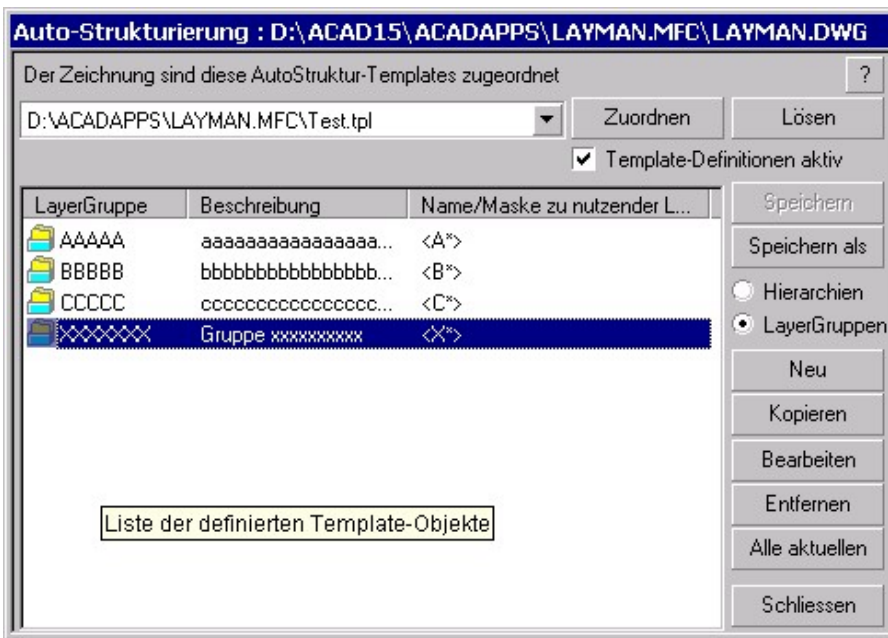 Auto-Strukturierung : D:\ACAD15\ACADAPPS\LAYMAN.MFC\LAYMAN.DWG
Der Zeichnung sind diese AutoStruktur-Templates zugeordnet
?
D:\ACADAPPS\LAYMAN.MFC\Test.tpl
Zuordnen
Lösen
Template-Definitionen aktiv
LayerGruppe Beschreibung Name/Maske zu nutzender L...
AAAAA aaaaaaaaaaaaaaaa... <A*>
BBBBB bbbbbbbbbbbbbbbb... <B*>
CCCCC cccccccccccccccc... <C*>
XXXXXXX Gruppe xxxxxxxxxx <X*>
Liste der definierten Template-Objekte
Speichern
Speichern als
Hierarchien
LayerGruppen
Neu
Kopieren
Bearbeiten
Entfernen
Alle aktuellen
Schliessen